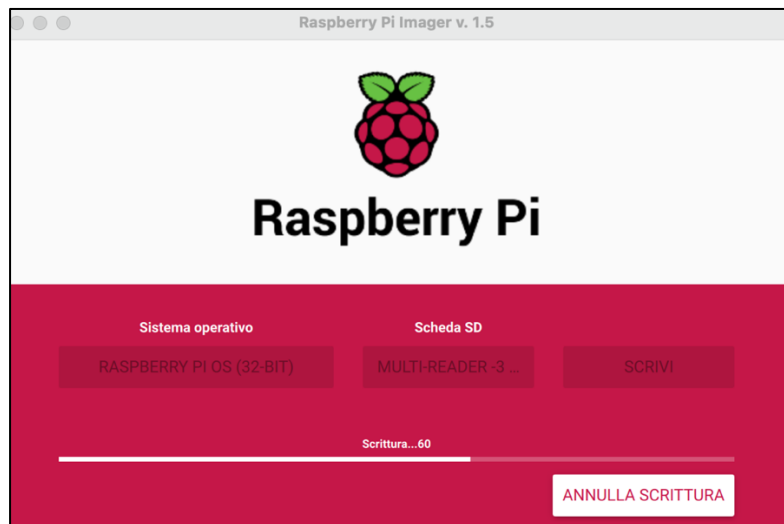 Raspberry Pi Imager v. 1.5
Raspberry Pi
Sistema operativo
Scheda SD
RASPBERRY PI OS (32-BIT)
MULTI-READER -3 ...
SCRIVI
Scrittura...60
ANNULLA SCRITTURA